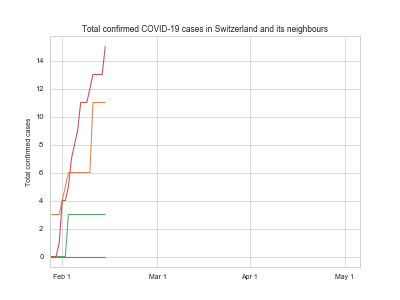 Total confirmed COVID-19 cases in Switzerland and its neighbours
Total confirmed cases
14
12
10
8
6
4
2
0
Feb 1 Mar 1 Apr 1 May 1